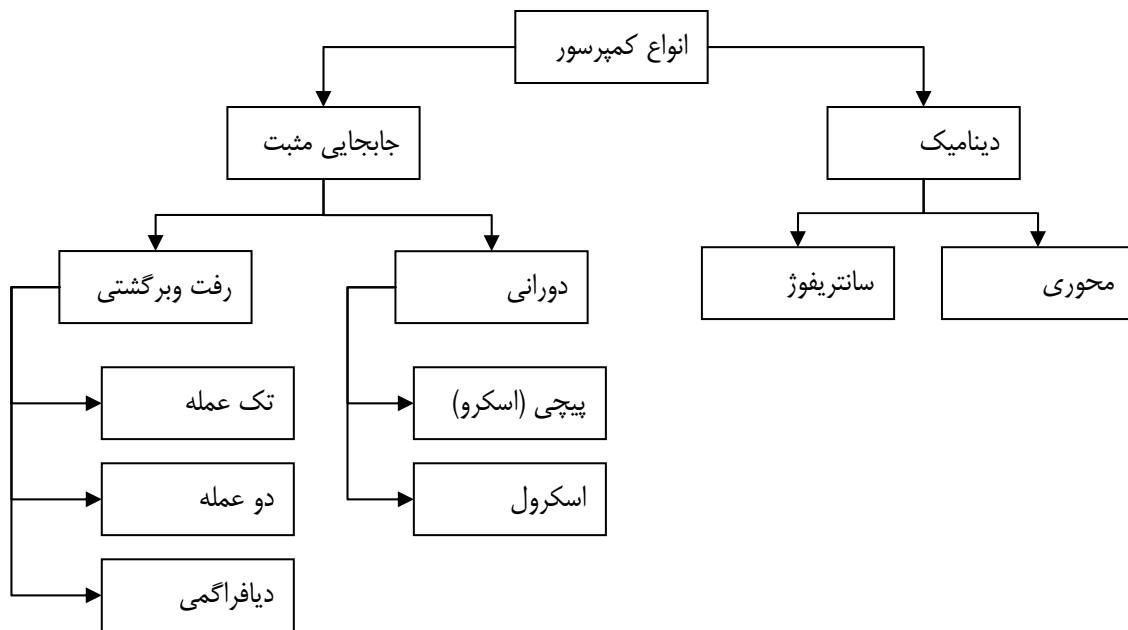 انواع کمپرسور
دینامیک
جابجایی مثبت
محوری
سانتریفوژ
دورانی
رفت وبرگشتی
پیچی (اسکرو)
تک عمله
اسکرول
دو عمله
دیافراگمی